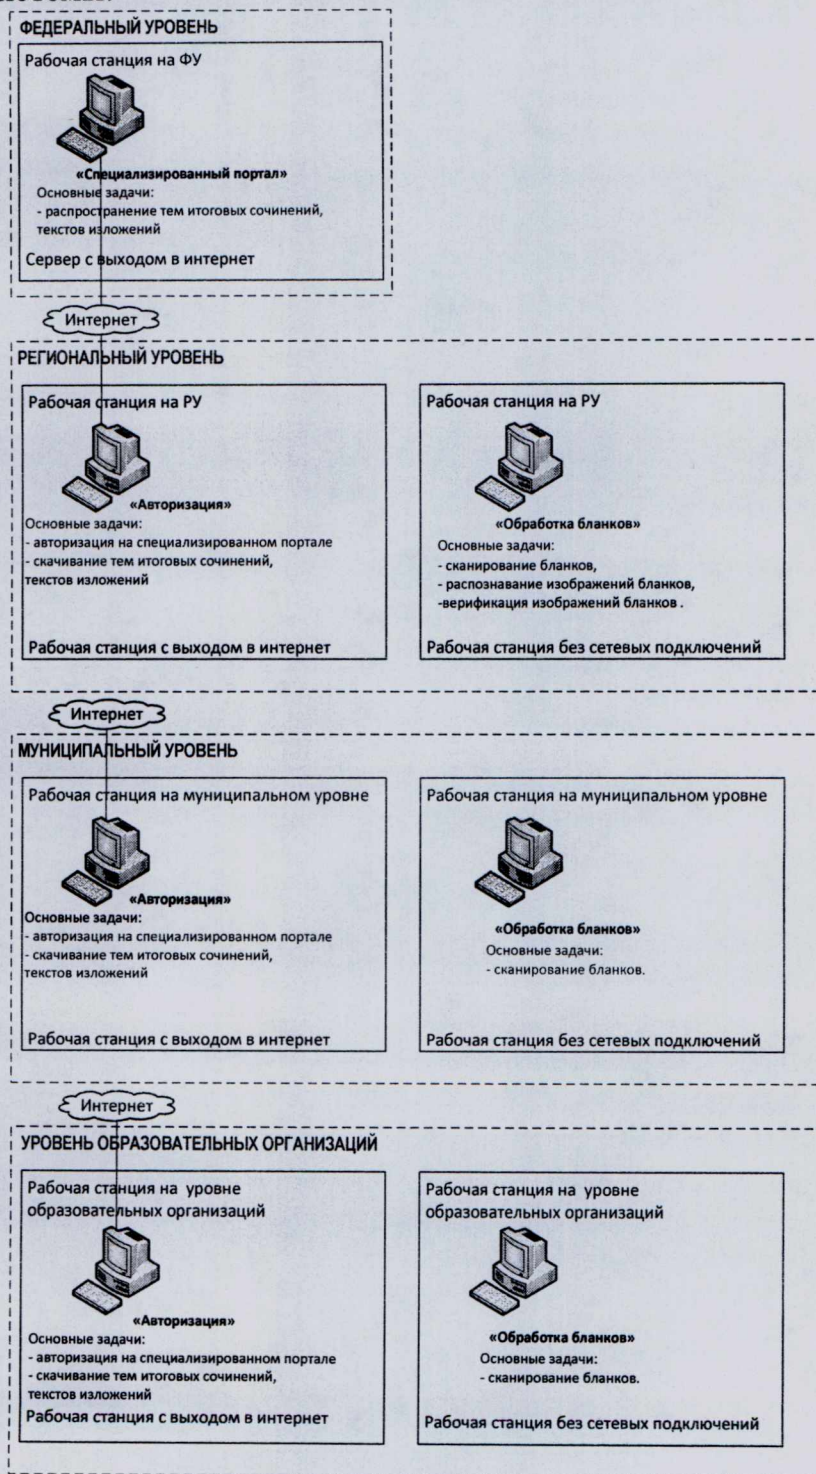 ФЕДЕРАЛЬНЫЙ УРОВЕНЬ
Рабочая станция на ФУ
«Специализированный портал»
Основные задачи:
- распространение тем итоговых сочинений,
текстов изложений
Сервер с выходом в интернет
Интернет
РЕГИОНАЛЬНЫЙ УРОВЕНЬ
Рабочая станция на РУ
«Авторизация»
Основные задачи:
- авторизация на специализированном портале
- скачивание тем итоговых сочинений,
текстов изложений
Рабочая станция с выходом в интернет
Рабочая станция на РУ
«Обработка бланков»
Основные задачи:
- сканирование бланков,
- распознавание изображений бланков,
-верификация изображений бланков .
Рабочая станция без сетевых подключений
Интернет
МУНИЦИПАЛЬНЫЙ УРОВЕНЬ
Рабочая станция на муниципальном уровне
«Авторизация»
Основные задачи:
- авторизация на специализированном портале
- скачивание тем итоговых сочинений,
текстов изложений
Рабочая станция с выходом в интернет
Рабочая станция на муниципальном уровне
«Обработка бланков»
Основные задачи:
- сканирование бланков.
Рабочая станция без сетевых подключений
Интернет
УРОВЕНЬ ОБРАЗОВАТЕЛЬНЫХ ОРГАНИЗАЦИЙ
Рабочая станция на уровне
образовательных организаций
«Авторизация»
Основные задачи:
- авторизация на специализированном портале
- скачивание тем итоговых сочинений,
текстов изложений
Рабочая станция с выходом в интернет
Рабочая станция на уровне
образовательных организаций
«Обработка бланков»
Основные задачи:
- сканирование бланков.
Рабочая станция без сетевых подключений